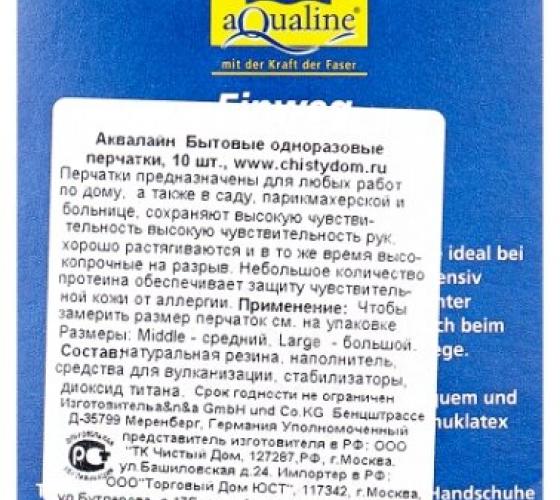 aQualine®
mit der Kraft der Faser
Einweg
Аквалайн Бытовые одноразовые
перчатки, 10 шт., www.chistydom.ru
Перчатки предназначены для любых работ
по дому, а также в саду, парикмахерской и
больнице, сохраняют высокую чувстви-
тельность высокую чувствительность рук,
хорошо растягиваются и в то же время высо-
копрочные на разрыв. Небольшое количество
протеина обеспечивает защиту чувствитель-
ной кожи от аллергии. Применение: Чтобы
замерить размер перчаток см. на упаковке
Размеры: Middle - средний, Large - большой.
Состав:натуральная резина, наполнитель,
средства для вулканизации, стабилизаторы,
диоксид титана. Срок годности не ограничен
Изготовительa&n&a GmbH und Co.KG Бенцштрассе
Д-35799 Меренберг, Германия Уполномоченный
представитель изготовителя в РФ: ООО
"ТК Чистый Дом, 127287,РФ, г.Москва,
ул.Башиловская д.24. Импортер в РФ:
ООО"Торговый Дом ЮСТ", 117342, г.Москва,
ул.Бутлерова
ideal bei
ensiv
nter
ch beim
ege.
quem und
nuklatex
Handschuhe